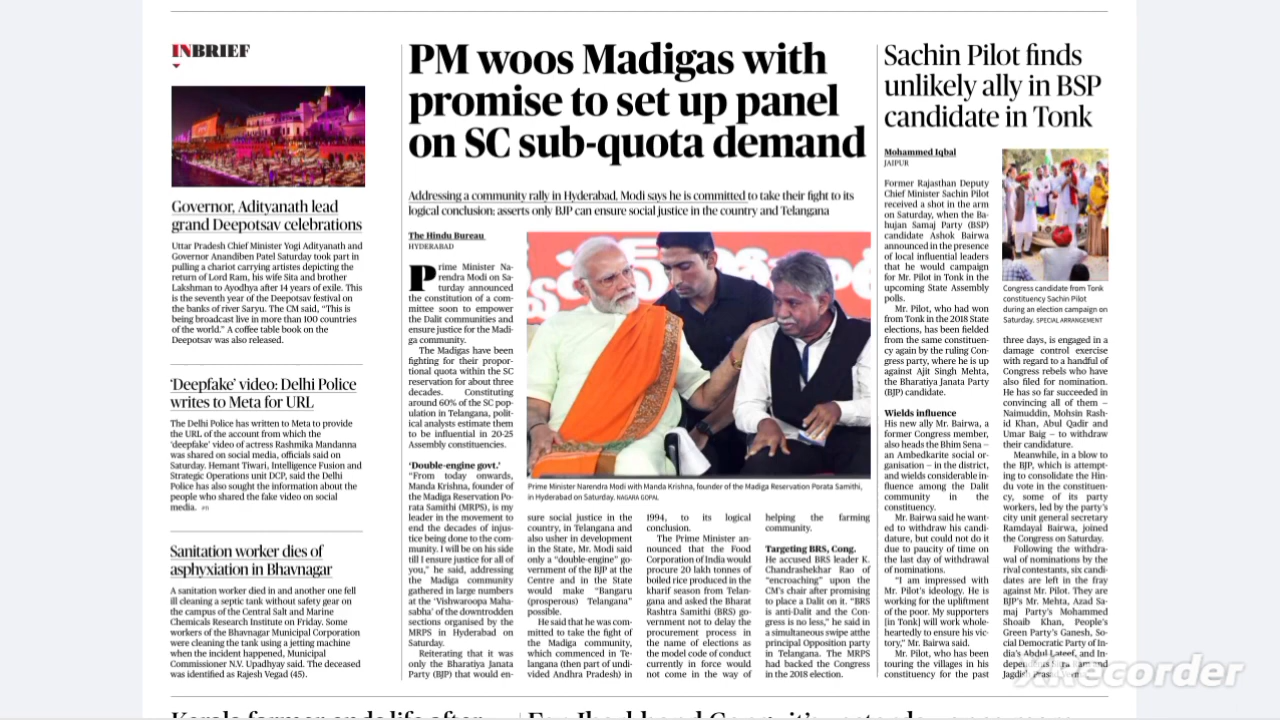 INBRIEF
Governor, Adityanath lead
grand Deepotsav celebrations
Uttar Pradesh Chief Minister Yogi Adityanath and
Governor Anandiben Patel Saturday took part in
pulling a chariot carrying artistes depicting the
return of Lord Ram, his wife Sita and brother
Lakshman to Ayodhya after 14 years of exile. This
is the seventh year of the Deepotsav festival on
the banks of river Saryu. The CM said, “This is
being broadcast live in more than 100 countries
of the world.” A coffee table book on the
Deepotsav was also released.
‘Deepfake’ video: Delhi Police
writes to Meta for URL
The Delhi Police has written to Meta to provide
the URL of the account from which the
‘deepfake’ video of actress Rashmika Mandanna
was shared on social media, officials said on
Saturday. Hemant Tiwari, Intelligence Fusion and
Strategic Operations unit DCP, said the Delhi
Police has also sought the information about the
people who shared the fake video on social
media. PTI
Sanitation worker dies of
asphyxiation in Bhavnagar
A sanitation worker died in and another one fell
ill cleaning a septic tank without safety gear on
the campus of the Central Salt and Marine
Chemicals Research Institute on Friday. Some
workers of the Bhavnagar Municipal Corporation
were cleaning the tank using a jetting machine
when the incident happened, Municipal
Commissioner N.V. Upadhyay said. The deceased
was identified as Rajesh Vegad (45).
PM woos Madigas with
promise to set up panel
on SC sub-quota demand
Addressing a community rally in Hyderabad, Modi says he is committed to take their fight to its
logical conclusion; asserts only BJP can ensure social justice in the country and Telangana
The Hindu Bureau
HYDERABAD
Prime Minister Na-
rendra Modi on Sa-
turday announced
the constitution of a com-
mittee soon to empower
the Dalit communities and
ensure justice for the Madi-
ga community.
The Madigas have been
fighting for their propor-
tional quota within the SC
reservation for about three
decades. Constituting
around 60% of the SC pop-
ulation in Telangana, polit-
ical analysts estimate them
to be influential in 20-25
Assembly constituencies.
‘Double-engine govt.’
“From today onwards,
Manda Krishna, founder of
the Madiga Reservation Po-
rata Samithi (MRPS), is my
leader in the movement to
end the decades of injus-
tice being done to the com-
munity. I will be on his side
till I ensure justice for all of
you,” he said, addressing
the Madiga community
gathered in large numbers
at the ‘Vishwaroopa Maha-
sabha’ of the downtrodden
sections organised by the
MRPS in Hyderabad on
Saturday.
Reiterating that it was
only the Bharatiya Janata
Party (BJP) that would en-
Prime Minister Narendra Modi with Manda Krishna, founder of the Madiga Reservation Porata Samithi,
in Hyderabad on Saturday. NAGARA GOPAL
sure social justice in the
country, in Telangana and
also usher in development
in the State, Mr. Modi said
only a “double-engine” go-
vernment of the BJP at the
Centre and in the State
would make “Bangaru
(prosperous) Telangana”
possible.
He said that he was com-
mitted to take the fight of
the Madiga community,
which commenced in Te-
langana (then part of undi-
vided Andhra Pradesh) in
1994, to its logical
conclusion.
The Prime Minister an-
nounced that the Food
Corporation of India would
procure 20 lakh tonnes of
boiled rice produced in the
kharif season from Telan-
gana and asked the Bharat
Rashtra Samithi (BRS) go-
vernment not to delay the
procurement process in
the name of elections as
the model code of conduct
currently in force would
not come in the way of
helping the farming
community.
Targeting BRS, Cong.
He accused BRS leader K.
Chandrashekhar Rao of
“encroaching” upon the
CM’s chair after promising
to place a Dalit on it. “BRS
is anti-Dalit and the Con-
gress is no less,” he said in
a simultaneous swipe atthe
principal Opposition party
in Telangana. The MRPS
had backed the Congress
in the 2018 election.
Sachin Pilot finds
unlikely ally in BSP
candidate in Tonk
Mohammed Iqbal
JAIPUR
Former Rajasthan Deputy
Chief Minister Sachin Pilot
received a shot in the arm
on Saturday, when the Ba-
hujan Samaj Party (BSP)
candidate Ashok Bairwa
announced in the presence
of local influential leaders
that he would campaign
for Mr. Pilot in Tonk in the
upcoming State Assembly
polls.
Mr. Pilot, who had won
from Tonk in the 2018 State
elections, has been fielded
from the same constituen-
cy again by the ruling Con-
gress party, where he is up
against Ajit Singh Mehta,
the Bharatiya Janata Party
(BJP) candidate.
Wields influence
His new ally Mr. Bairwa, a
former Congress member,
also heads the Bhim Sena –
an Ambedkarite social or-
ganisation – in the district,
and wields considerable in-
fluence among the Dalit
community in the
constituency.
Mr. Bairwa said he want-
ed to withdraw his candi-
dature, but could not do it
due to paucity of time on
the last day of withdrawal
of nominations.
“I am impressed with
Mr. Pilot’s ideology. He is
working for the upliftment
of the poor. My supporters
[in Tonk] will work whole-
heartedly to ensure his vic-
tory,” Mr. Bairwa said.
Mr. Pilot, who has been
touring the villages in his
constituency for the past
Congress candidate from Tonk
constituency Sachin Pilot
during an election campaign on
Saturday. SPECIAL ARRANGEMENT
three days, is engaged in a
damage control exercise
with regard to a handful of
Congress rebels who have
also filed for nomination.
He has so far succeeded in
convincing all of them –
Naimuddin, Mohsin Rash-
id Khan, Abul Qadir and
Umar Baig – to withdraw
their candidature.
Meanwhile, in a blow to
the BJP, which is attempt-
ing to consolidate the Hin-
du vote in the constituen-
cy, some of its party
workers, led by the party’s
city unit general secretary
Ramdayal Bairwa, joined
the Congress on Saturday.
Following the withdra-
wal of nominations by the
rival contestants, six candi-
dates are left in the fray
against Mr. Pilot. They are
BJP’s Mr. Mehta, Azad Sa-
maj Party’s Mohammed
Shoaib Khan, People’s
Green Party’s Ganesh, So-
cial Democratic Party of In-
dia’s Abdul Lateef, and In-
XRecorder